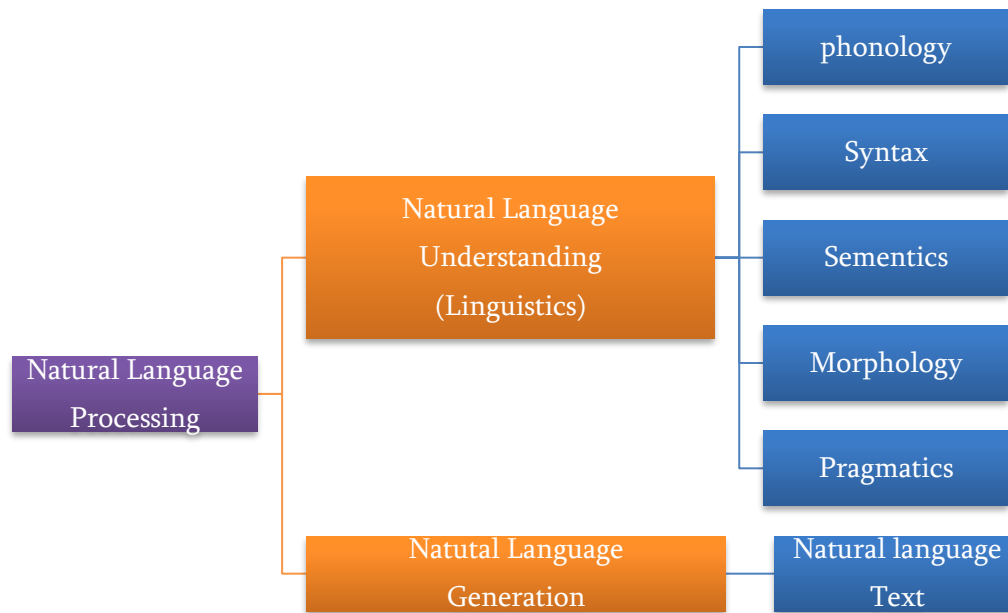 Natural Language
Processing
Natural Language
Understanding
(Linguistics)
phonology
Syntax
Sementics
Morphology
Pragmatics
Natutal Language
Generation
Natural language
Text